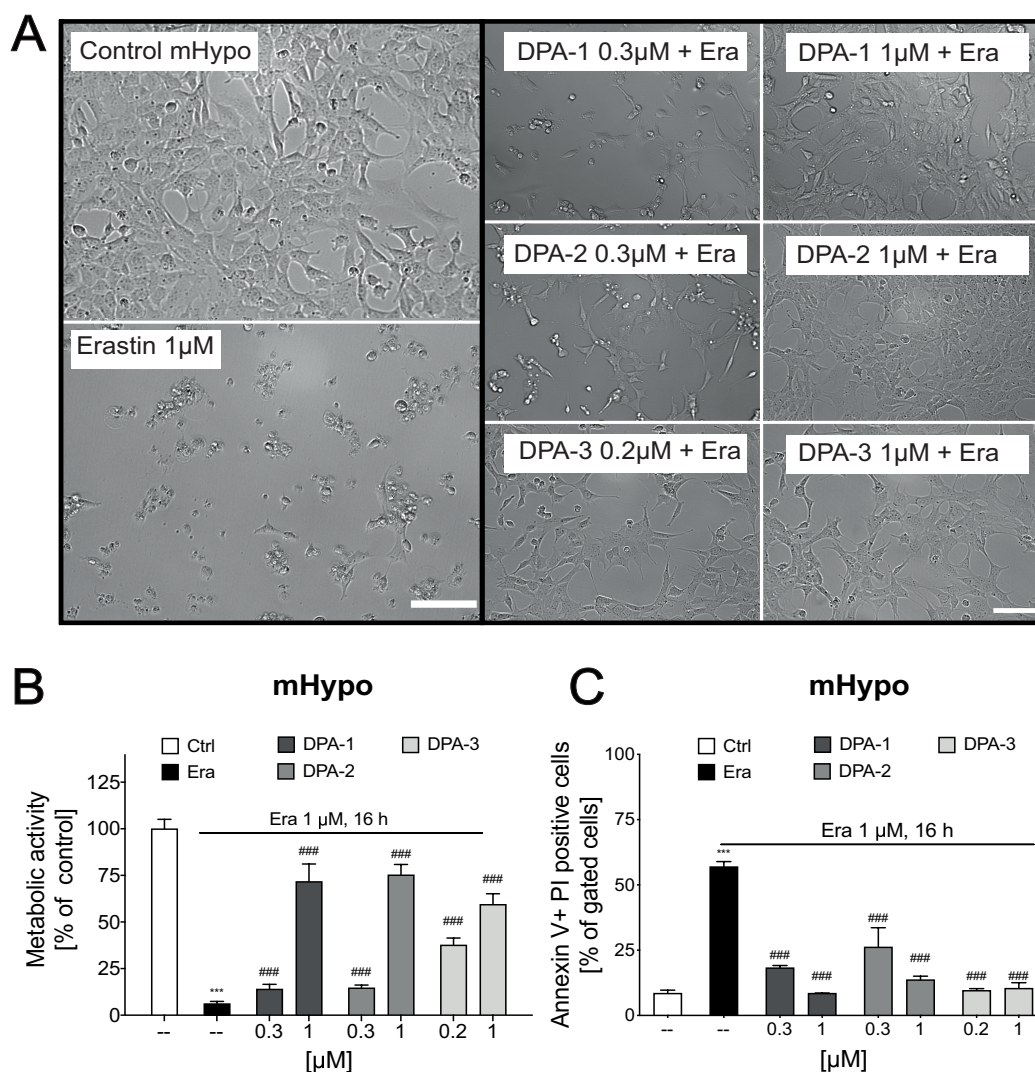 A
Control mHypo
Erastin 1µM
DPA-1 0.3µM + Era
DPA-1 1µM + Era
DPA-2 0.3µM + Era
DPA-2 1µM + Era
DPA-3 0.2µM + Era
DPA-3 1µM + Era
B
mHypo
Ctrl
Era
DPA-1
DPA-2
DPA-3
Metabolic activity
[% of control]
125
100
75
50
25
0
Era 1 µM, 16 h
***
###
###
###
###
###
###
-- -- 0.3 1 0.3 1 0.2 1
[µM]
C
mHypo
Ctrl
Era
DPA-1
DPA-2
DPA-3
Annexin V+ PI positive cells
[% of gated cells]
100
75
50
25
0
Era 1 µM, 16 h
***
###
###
###
###
###
###
-- -- 0.3 1 0.3 1 0.2 1
[µM]